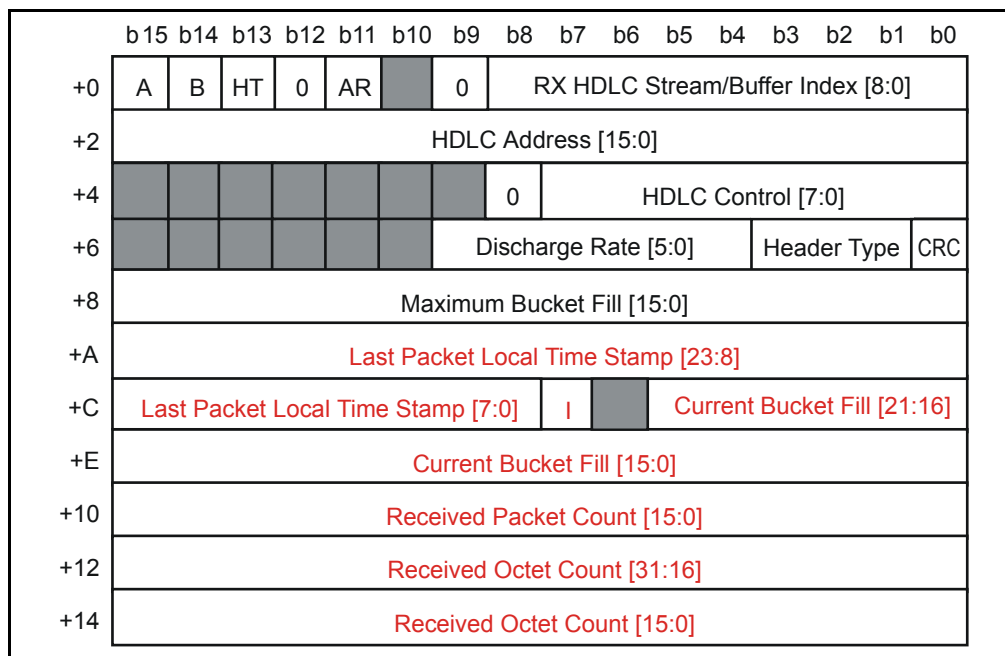 b15 b14 b13 b12 b11 b10 b9 b8 b7 b6 b5 b4 b3 b2 b1 b0
+0 A B HT 0 AR 0 RX HDLC Stream/Buffer Index [8:0]
+2 HDLC Address [15:0]
+4 0 HDLC Control [7:0]
+6 Discharge Rate [5:0] Header Type CRC
+8 Maximum Bucket Fill [15:0]
+A Last Packet Local Time Stamp [23:8]
+C Last Packet Local Time Stamp [7:0] I Current Bucket Fill [21:16]
+E Current Bucket Fill [15:0]
+10 Received Packet Count [15:0]
+12 Received Octet Count [31:16]
+14 Received Octet Count [15:0]